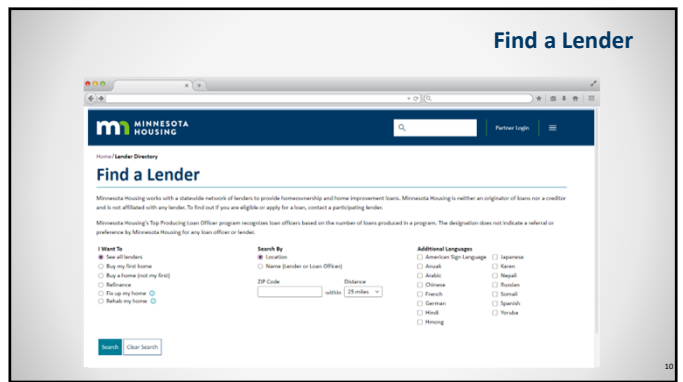 Find a Lender
MINNESOTA
HOUSING
Partner Login
Home/Lender Directory
Find a Lender
Minnesota Housing works with a statewide network of lenders to provide homeownership and home improvement loans. Minnesota Housing is neither an originator of loans nor a creditor
and is not affiliated with any lender. To find out if you are eligible or apply for a loan, contact a participating lender.
Minnesota Housing's Top Producing Loan Officer program recognizes loan officers based on the number of loans produced in a program. The designation does not indicate a referral or
preference by Minnesota Housing for any loan officer or lender.
I Want To
See all lenders
Buy my first home
Buy a home (not my first)
Refinance
Fix up my home
Rehab my home
Search By
Location
Name (Lender or Loan Officer)
ZIP Code
Distance
within 25 miles
Additional Languages
American Sign Language
Anuak
Arabic
Chinese
French
German
Hindi
Hmong
Japanese
Karen
Nepali
Russian
Somali
Spanish
Yoruba
Search
Clear Search
10